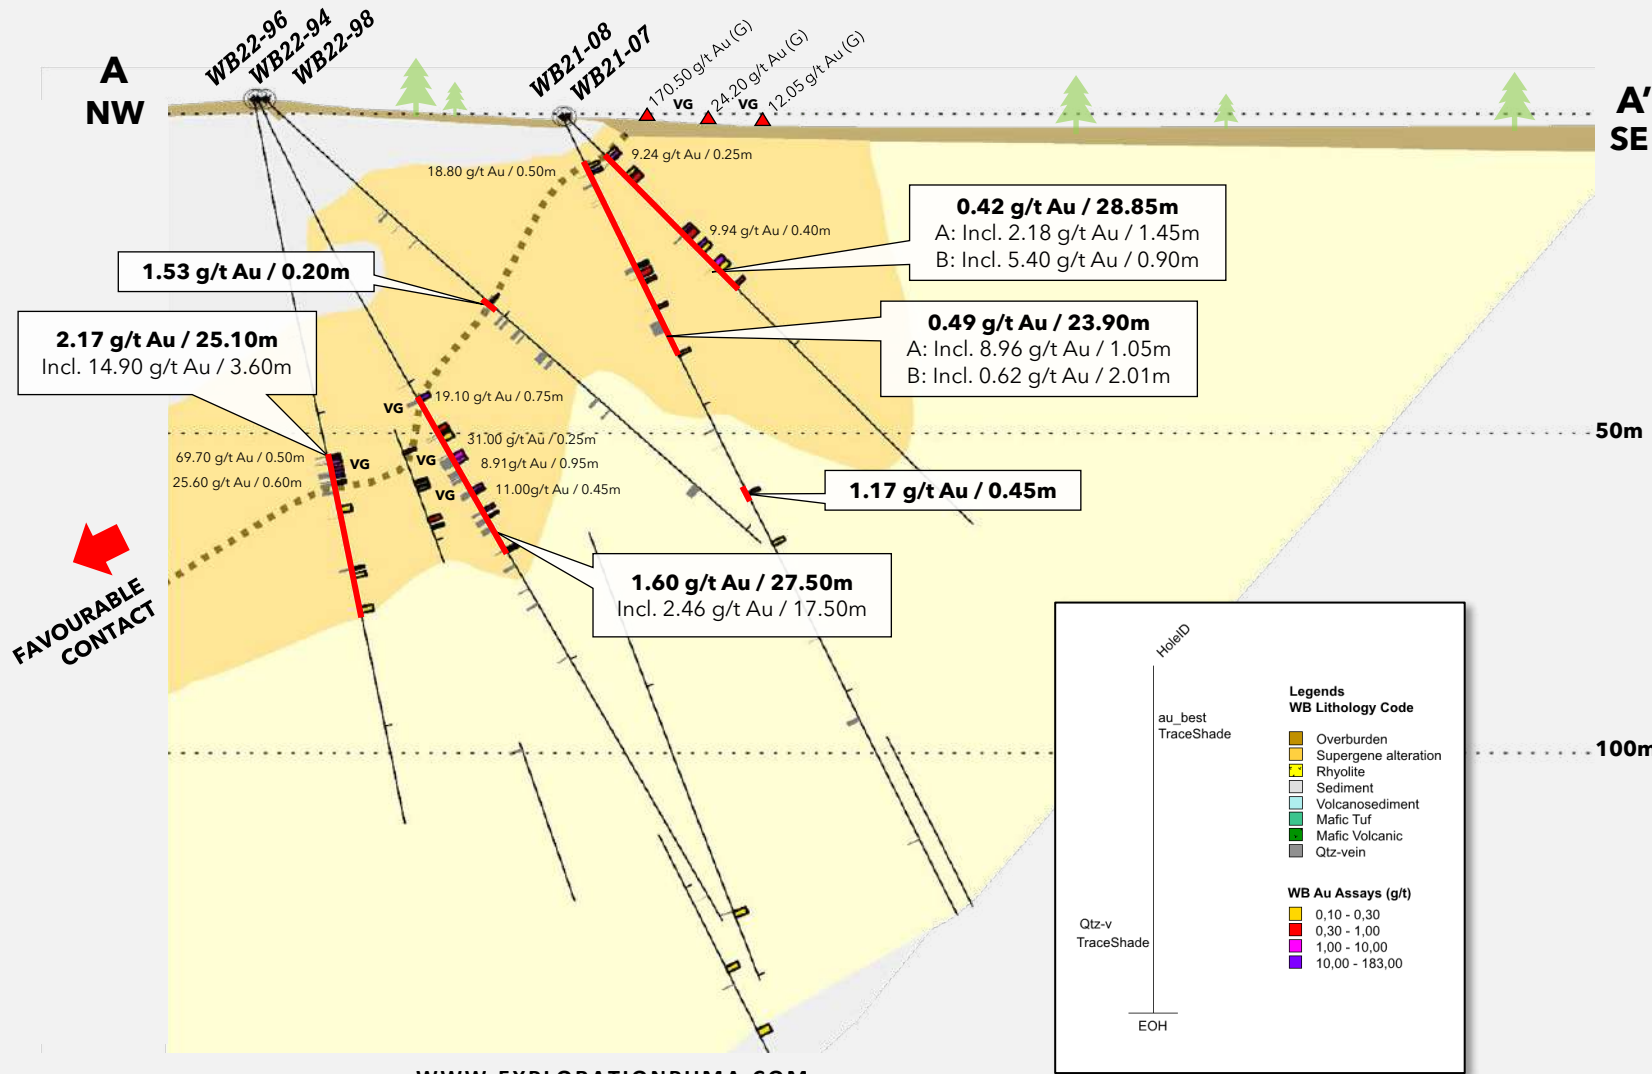 WB22-96
WB22-94
WB22-98
WB21-08
WB21-07
170.50 g/t Au (G)
24.20 g/t Au (G)
12.05 g/t Au (G)
VG
VG
A
NW
A'
SE
9.24 g/t Au / 0.25m
18.80 g/t Au / 0.50m
9.94 g/t Au / 0.40m
0.42 g/t Au / 28.85m
A: Incl. 2.18 g/t Au / 1.45m
B: Incl. 5.40 g/t Au / 0.90m
1.53 g/t Au / 0.20m
0.49 g/t Au / 23.90m
A: Incl. 8.96 g/t Au / 1.05m
B: Incl. 0.62 g/t Au / 2.01m
2.17 g/t Au / 25.10m
Incl. 14.90 g/t Au / 3.60m
19.10 g/t Au / 0.75m
VG
50m
31.00 g/t Au / 0.25m
69.70 g/t Au / 0.50m
VG
VG
8.91g/t Au / 0.95m
25.60 g/t Au / 0.60m
VG
11.00g/t Au / 0.45m
1.17 g/t Au / 0.45m
FAVOURABLE
CONTACT
1.60 g/t Au / 27.50m
Incl. 2.46 g/t Au / 17.50m
100m
HoleID
au_best
TraceShade
Qtz-v
TraceShade
EOH
Legends
WB Lithology Code
Overburden
Supergene alteration
Rhyolite
Sediment
Volcanosediment
Mafic Tuf
Mafic Volcanic
Qtz-vein
WB Au Assays (g/t)
0,10 - 0,30
0,30 - 1,00
1,00 - 10,00
10,00 - 183,00
WWW.EXPLORATIONPUMA.COM